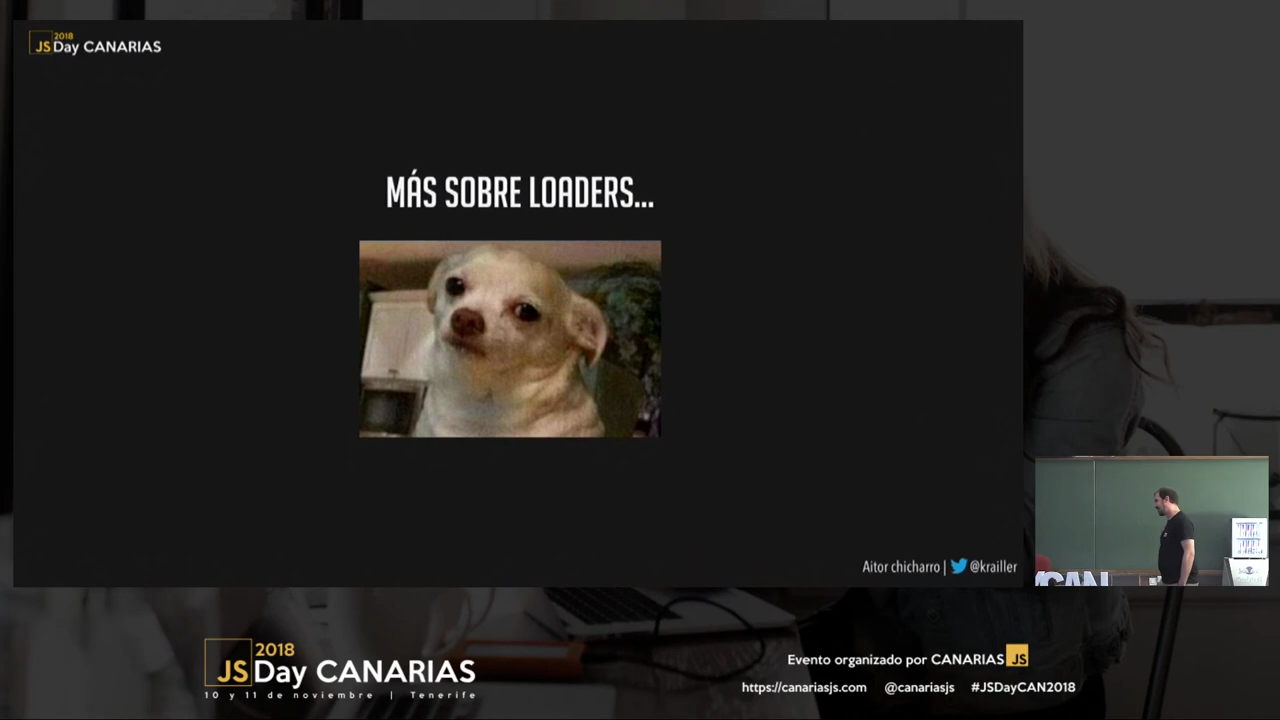 2018
JS Day CANARIAS
MÁS SOBRE LOADERS...
Aitor chicharro | @krailler
CAN
2018
JS Day CANARIAS
10 y 11 de noviembre | Tenerife
Evento organizado por CANARIAS JS
https://canariasjs.com @canariasjs #JSDayCAN2018